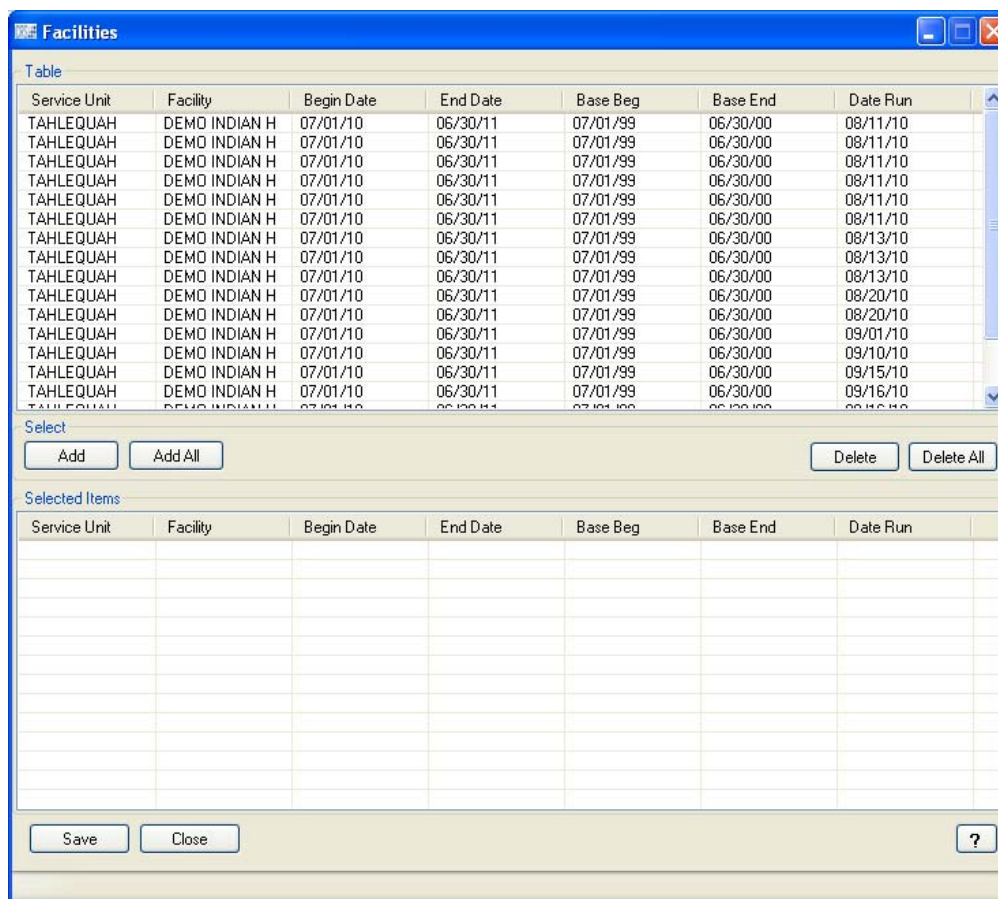 Facilities
Table
Service Unit Facility Begin Date End Date Base Beg Base End Date Run
TAHLEQUAH DEMO INDIAN H 07/01/10 06/30/11 07/01/99 06/30/00 08/11/10
TAHLEQUAH DEMO INDIAN H 07/01/10 06/30/11 07/01/99 06/30/00 08/11/10
TAHLEQUAH DEMO INDIAN H 07/01/10 06/30/11 07/01/99 06/30/00 08/11/10
TAHLEQUAH DEMO INDIAN H 07/01/10 06/30/11 07/01/99 06/30/00 08/11/10
TAHLEQUAH DEMO INDIAN H 07/01/10 06/30/11 07/01/99 06/30/00 08/11/10
TAHLEQUAH DEMO INDIAN H 07/01/10 06/30/11 07/01/99 06/30/00 08/11/10
TAHLEQUAH DEMO INDIAN H 07/01/10 06/30/11 07/01/99 06/30/00 08/13/10
TAHLEQUAH DEMO INDIAN H 07/01/10 06/30/11 07/01/99 06/30/00 08/13/10
TAHLEQUAH DEMO INDIAN H 07/01/10 06/30/11 07/01/99 06/30/00 08/13/10
TAHLEQUAH DEMO INDIAN H 07/01/10 06/30/11 07/01/99 06/30/00 08/20/10
TAHLEQUAH DEMO INDIAN H 07/01/10 06/30/11 07/01/99 06/30/00 08/20/10
TAHLEQUAH DEMO INDIAN H 07/01/10 06/30/11 07/01/99 06/30/00 09/01/10
TAHLEQUAH DEMO INDIAN H 07/01/10 06/30/11 07/01/99 06/30/00 09/10/10
TAHLEQUAH DEMO INDIAN H 07/01/10 06/30/11 07/01/99 06/30/00 09/15/10
TAHLEQUAH DEMO INDIAN H 07/01/10 06/30/11 07/01/99 06/30/00 09/16/10
Select
Add Add All Delete Delete All
Selected Items
Service Unit Facility Begin Date End Date Base Beg Base End Date Run
Save Close ?